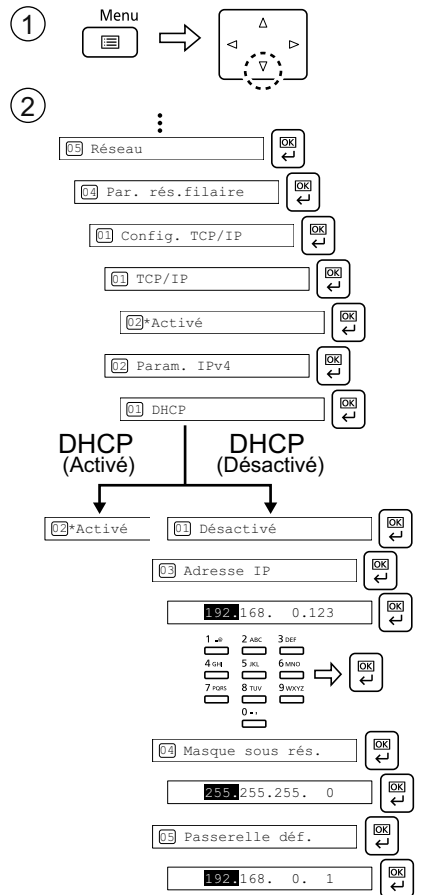 1
Menu
2
05 Réseau OK
04 Par. rés.filaire OK
01 Config. TCP/IP OK
01 TCP/IP OK
02*Activé OK
02 Param. IPv4 OK
01 DHCP OK
DHCP DHCP
(Activé) (Désactivé)
02*Activé 01 Désactivé OK
03 Adresse IP OK
192.168. 0.123 OK
1 .@ 2 ABC 3 DEF
4 GHI 5 JKL 6 MNO OK
7 PQRS 8 TUV 9 WXYZ
0 - ,
04 Masque sous rés. OK
255.255.255. 0 OK
05 Passerelle déf. OK
192.168. 0. 1 OK